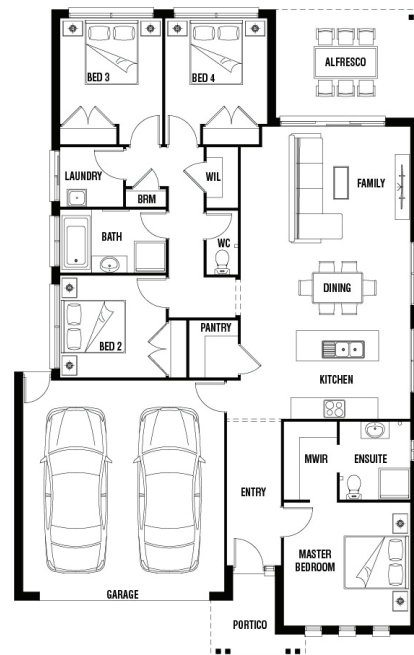 BED 3
BED 4
ALFRESCO
LAUNDRY
WIL
FAMILY
BRM
BATH
WC
DINING
PANTRY
BED 2
KITCHEN
MWIR
ENSUITE
ENTRY
MASTER
BEDROOM
GARAGE
PORTICO